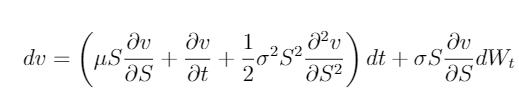 dv = \left( \mu S \frac{\partial v}{\partial S} + \frac{\partial v}{\partial t} + \frac{1}{2} \sigma^2 S^2 \frac{\partial^2 v}{\partial S^2} \right) dt + \sigma S \frac{\partial v}{\partial S} dW_t